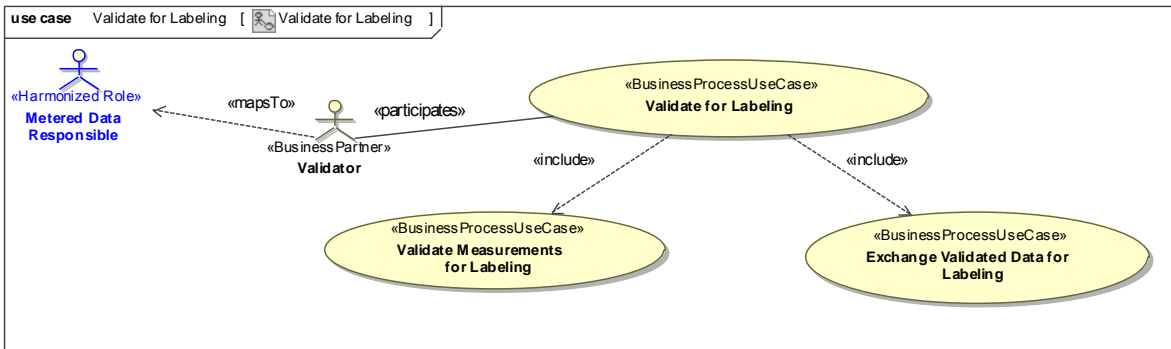 use case Validate for Labeling [ Validate for Labeling ]
«BusinessProcessUseCase»
Validate for Labeling
«Harmonized Role»
Metered Data
Responsible
«mapsTo»
«participates»
«BusinessPartner»
Validator
«include»
«include»
«BusinessProcessUseCase»
Validate Measurements
for Labeling
«BusinessProcessUseCase»
Exchange Validated Data for
Labeling